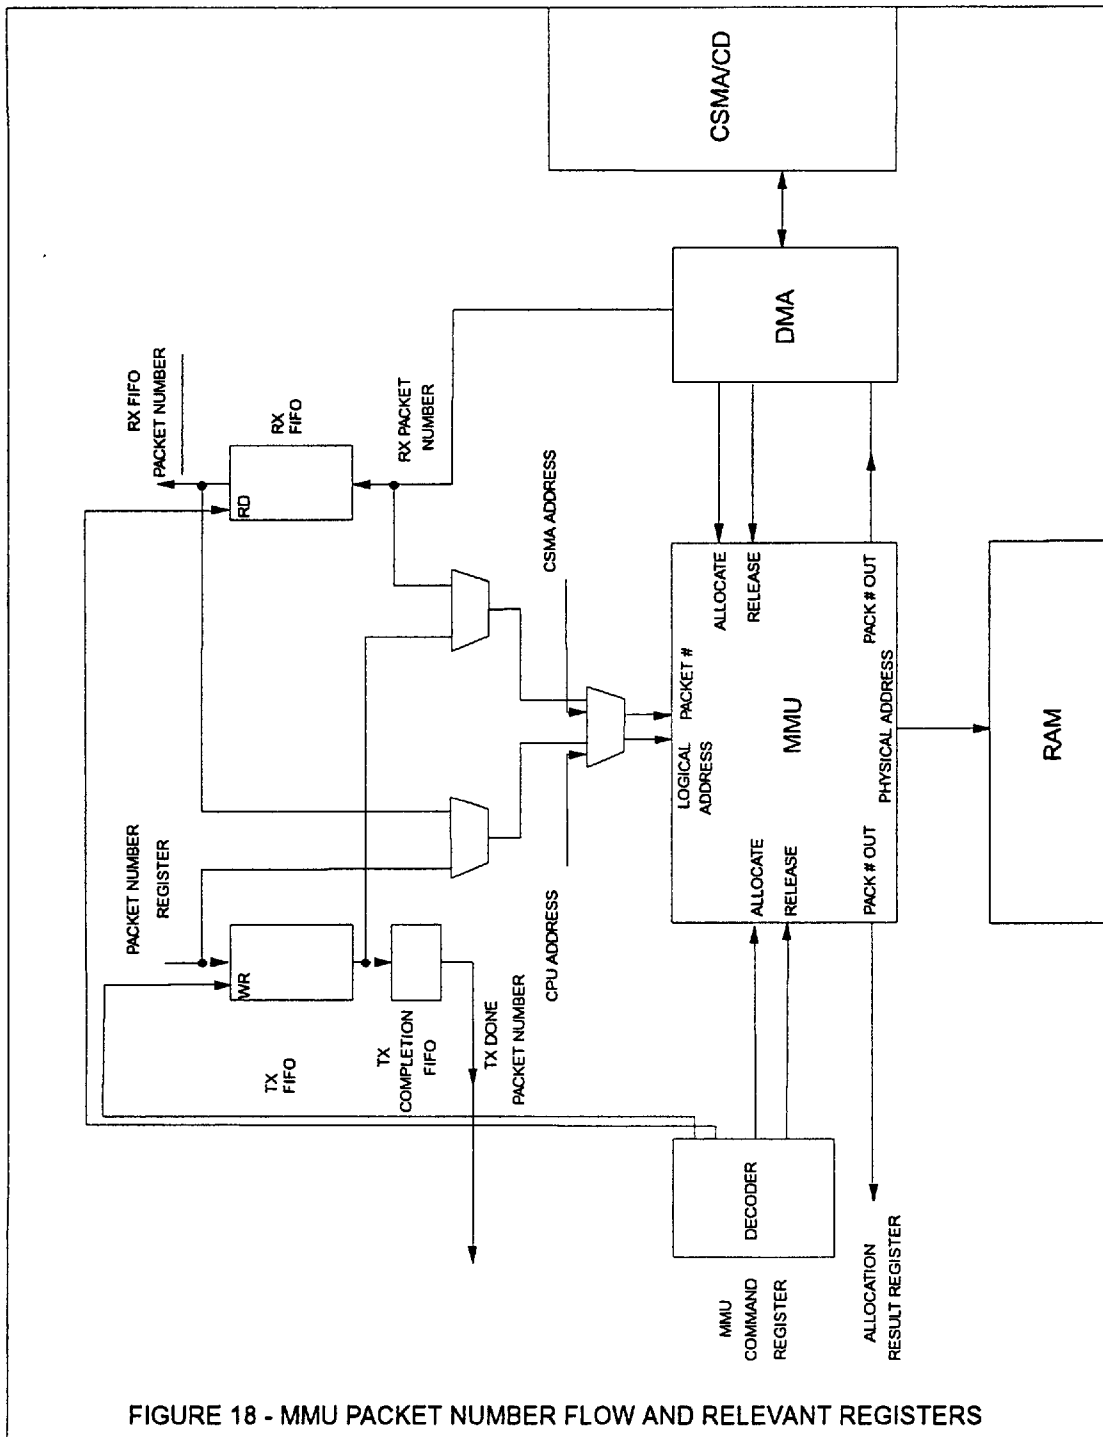 CSMA/CD
DMA
RX FIFO
PACKET NUMBER
RX
FIFO
RD
RX PACKET
NUMBER
CSMA ADDRESS
ALLOCATE
RELEASE
PACK # OUT
PACKET #
LOGICAL
ADDRESS
MMU
PHYSICAL ADDRESS
RAM
ALLOCATE
RELEASE
PACK # OUT
PACKET NUMBER
REGISTER
WR
CPU ADDRESS
TX
FIFO
TX
COMPLETION
FIFO
TX DONE
PACKET NUMBER
DECODER
MMU
COMMAND
REGISTER
ALLOCATION
RESULT REGISTER
FIGURE 18 - MMU PACKET NUMBER FLOW AND RELEVANT REGISTERS